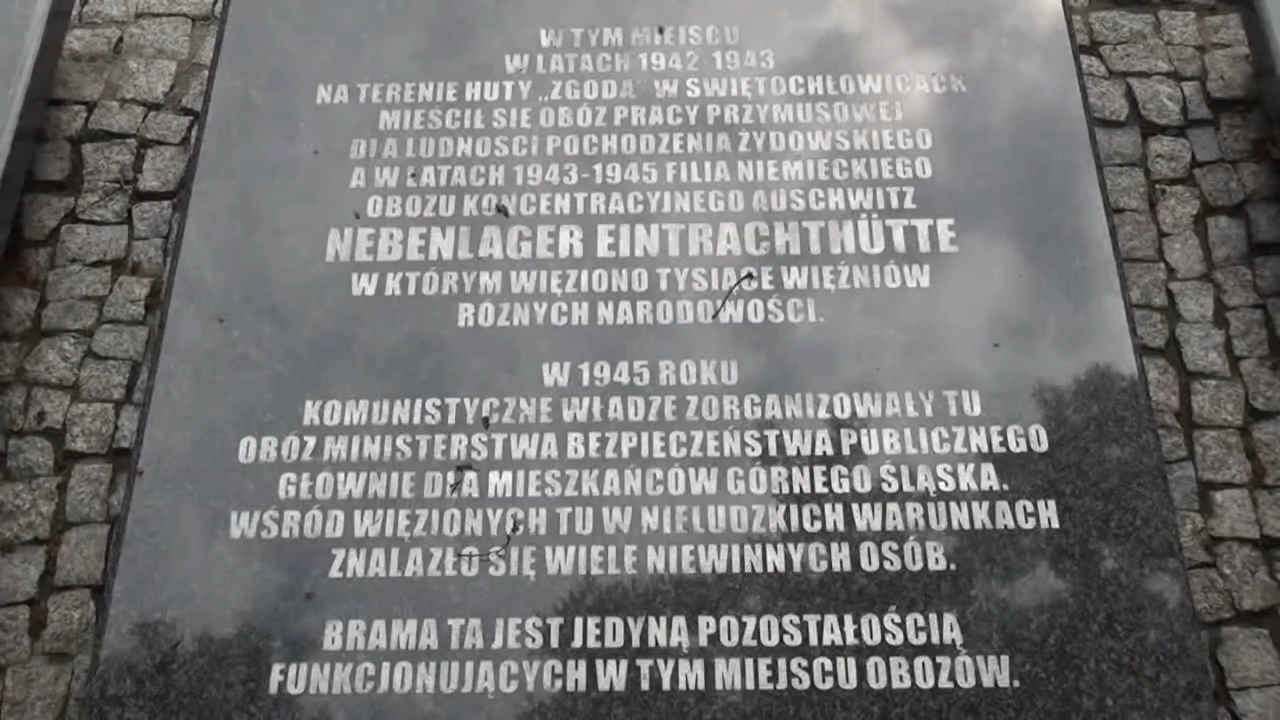 W TYM MIEJSCU
W LATACH 1942-1943
NA TERENIE HUTY „ZGODA” W ŚWIĘTOCHŁOWICACH
MIEŚCIŁ SIĘ OBÓZ PRACY PRZYMUSOWEJ
DLA LUDNOŚCI POCHODZENIA ŻYDOWSKIEGO
A W LATACH 1943-1945 FILIA NIEMIECKIEGO
OBOZU KONCENTRACYJNEGO AUSCHWITZ
NEBENLAGER EINTRACHTHÜTTE
W KTÓRYM WIĘZIONO TYSIĄCE WIĘŹNIÓW
RÓŻNYCH NARODOWOŚCI.
W 1945 ROKU
KOMUNISTYCZNE WŁADZE ZORGANIZOWAŁY TU
OBÓZ MINISTERSTWA BEZPIECZEŃSTWA PUBLICZNEGO
GŁÓWNIE DLA MIESZKAŃCÓW GÓRNEGO ŚLĄSKA.
WŚRÓD WIĘZIONYCH TU W NIELUDZKICH WARUNKACH
ZNALAZŁO SIĘ WIELE NIEWINNYCH OSÓB.
BRAMA TA JEST JEDYNĄ POZOSTAŁOŚCIĄ
FUNKCJONUJĄCYCH W TYM MIEJSCU OBOZÓW.